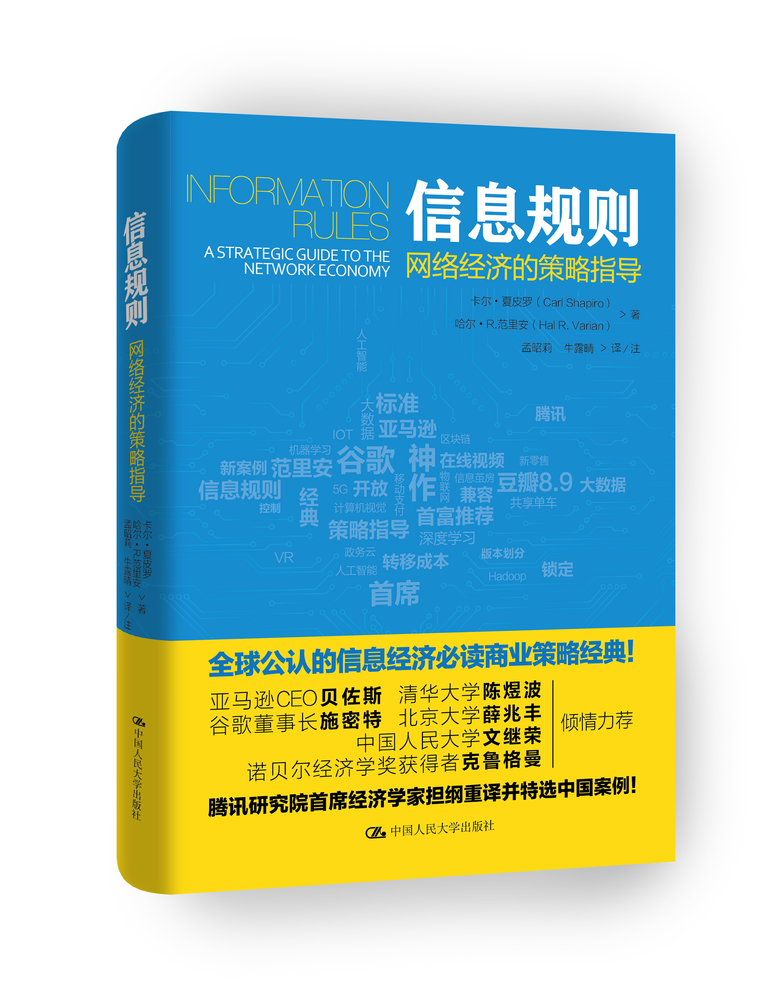 INFORMATION
RULES
A STRATEGIC GUIDE TO THE
NETWORK ECONOMY
信息规则
网络经济的策略指导
卡尔·夏皮罗（Carl Shapiro）
哈尔·R.范里安（Hal R. Varian）
> 著
孟昭莉 牛露晴 > 译/注
人工智能
大数据
标准
腾讯
亚马逊
IOT
区块链
机器学习
谷歌
神作
在线视频
新零售
新案例
范里安
移动支付
物联网
信息茧房
豆瓣8.9
大数据
信息规则
经典
5G
开放
兼容
控制
计算机视觉
共享单车
首富推荐
策略指导
深度学习
VR
政务云
版本划分
转移成本
人工智能
锁定
Hadoop
首席
全球公认的信息经济必读商业策略经典!
亚马逊CEO贝佐斯 清华大学陈煜波
谷歌董事长施密特 北京大学薛兆丰
中国人民大学文继荣
诺贝尔经济学奖获得者克鲁格曼
倾情力荐
腾讯研究院首席经济学家担纲重译并特选中国案例!
中国人民大学出版社
信息规则
网络经济的策略指导
卡尔·夏皮罗
哈尔·R.范里安 > 著
孟昭莉 牛露晴 > 译/注
中国人民大学出版社